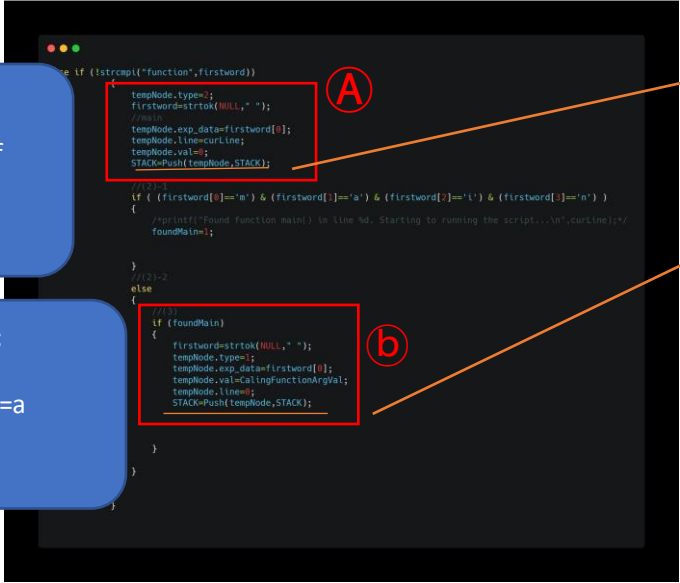 se if (!strcmpi("function",firstword))
{
tempNode.type=2;
firstword=strtok(NULL," ");
//main
tempNode.exp_data=firstword[0];
tempNode.line=curLine;
tempNode.val=0;
STACK=Push(tempNode,STACK);
A
//(2)-1
if ( (firstword[0]=='m') & (firstword[1]=='a') & (firstword[2]=='i') & (firstword[3]=='n') )
{
/*printf("Found function main() in line %d. Starting to running the script...\n",curLine);*/
foundMain=1;
}
//(2)-2
else
{
//(3)
if (foundMain)
{
firstword=strtok(NULL," ");
tempNode.type=1;
tempNode.exp_data=firstword[0];
tempNode.val=CalingFunctionArgVal;
tempNode.line=0;
STACK=Push(tempNode,STACK);
b
}
}
}
=a